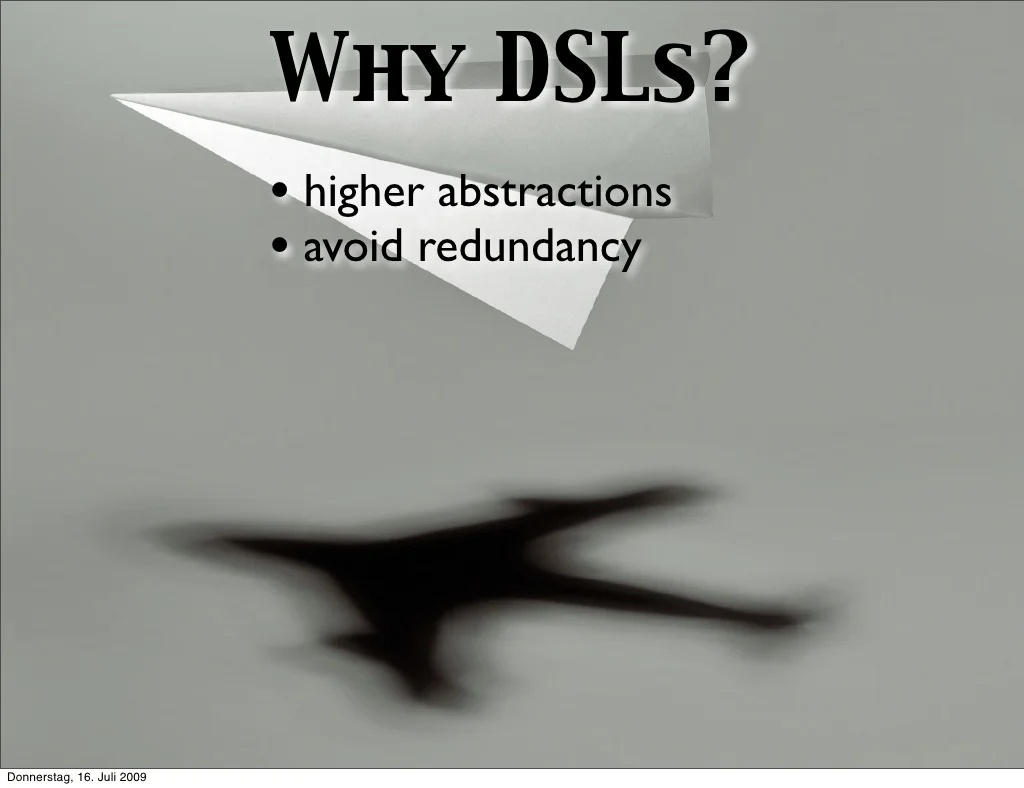 Why DSLs?
• higher abstractions
• avoid redundancy
Donnerstag, 16. Juli 2009